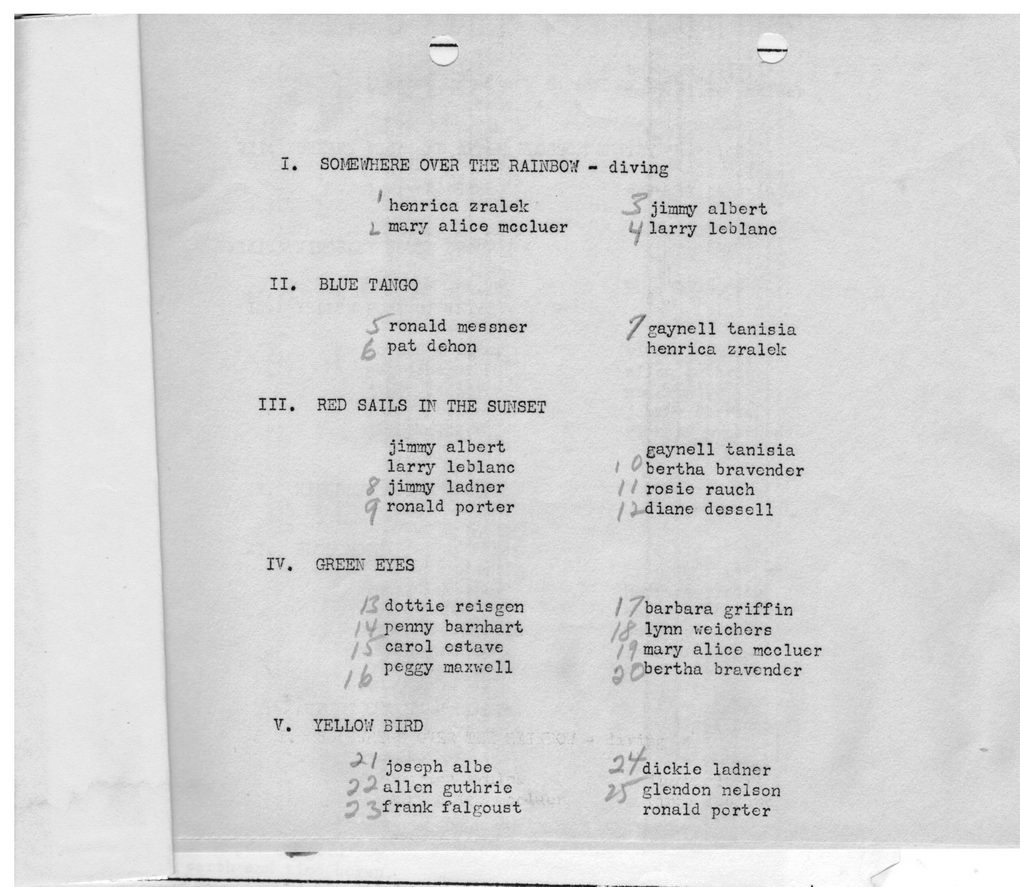 I. SOMEWHERE OVER THE RAINBOW - diving
1 henrica zralek
2 mary alice mccluer
3 jimmy albert
4 larry leblanc
II. BLUE TANGO
5 ronald messner
6 pat dehon
7 gaynell tanisia
henrica zralek
III. RED SAILS IN THE SUNSET
jimmy albert
larry leblanc
8 jimmy ladner
9 ronald porter
gaynell tanisia
10 bertha bravender
11 rosie rauch
12 diane dessell
IV. GREEN EYES
13 dottie reisgen
14 penny barnhart
15 carol estave
16 peggy maxwell
17 barbara griffin
18 lynn weichers
19 mary alice mccluer
20 bertha bravender
V. YELLOW BIRD
21 joseph albe
22 allen guthrie
23 frank falgoust
24 dickie ladner
25 glendon nelson
ronald porter